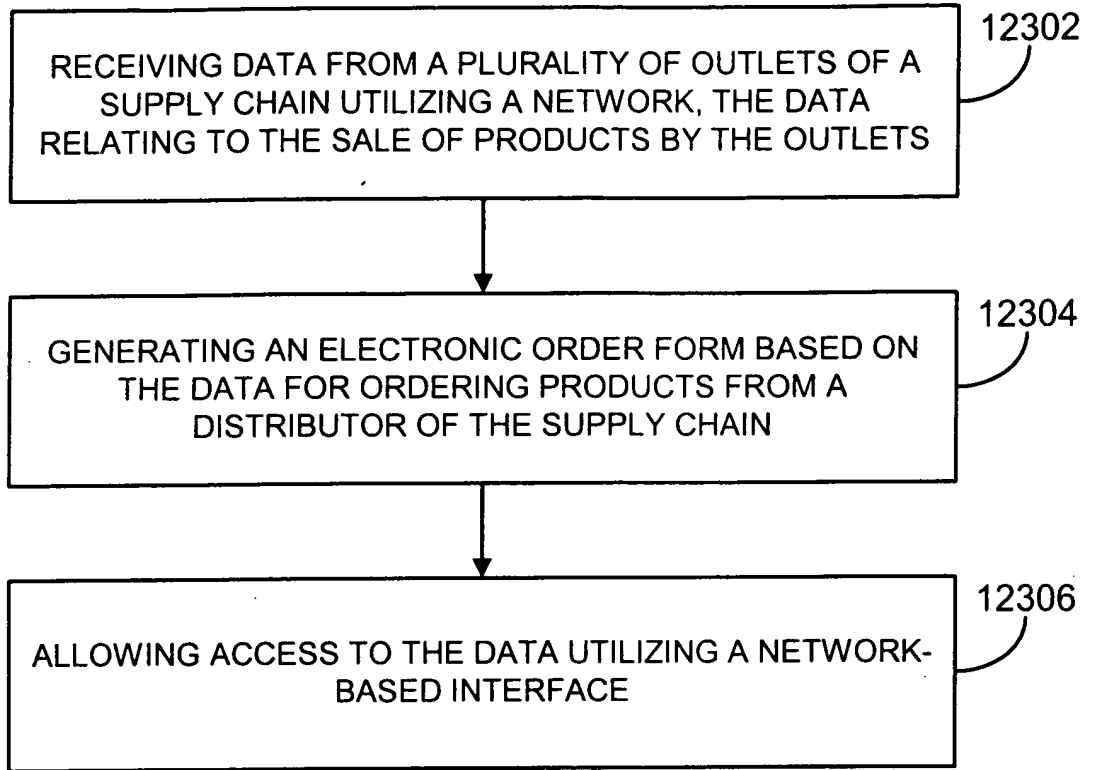 12302
RECEIVING DATA FROM A PLURALITY OF OUTLETS OF A
SUPPLY CHAIN UTILIZING A NETWORK, THE DATA
RELATING TO THE SALE OF PRODUCTS BY THE OUTLETS
12304
GENERATING AN ELECTRONIC ORDER FORM BASED ON
THE DATA FOR ORDERING PRODUCTS FROM A
DISTRIBUTOR OF THE SUPPLY CHAIN
12306
ALLOWING ACCESS TO THE DATA UTILIZING A NETWORK-
BASED INTERFACE